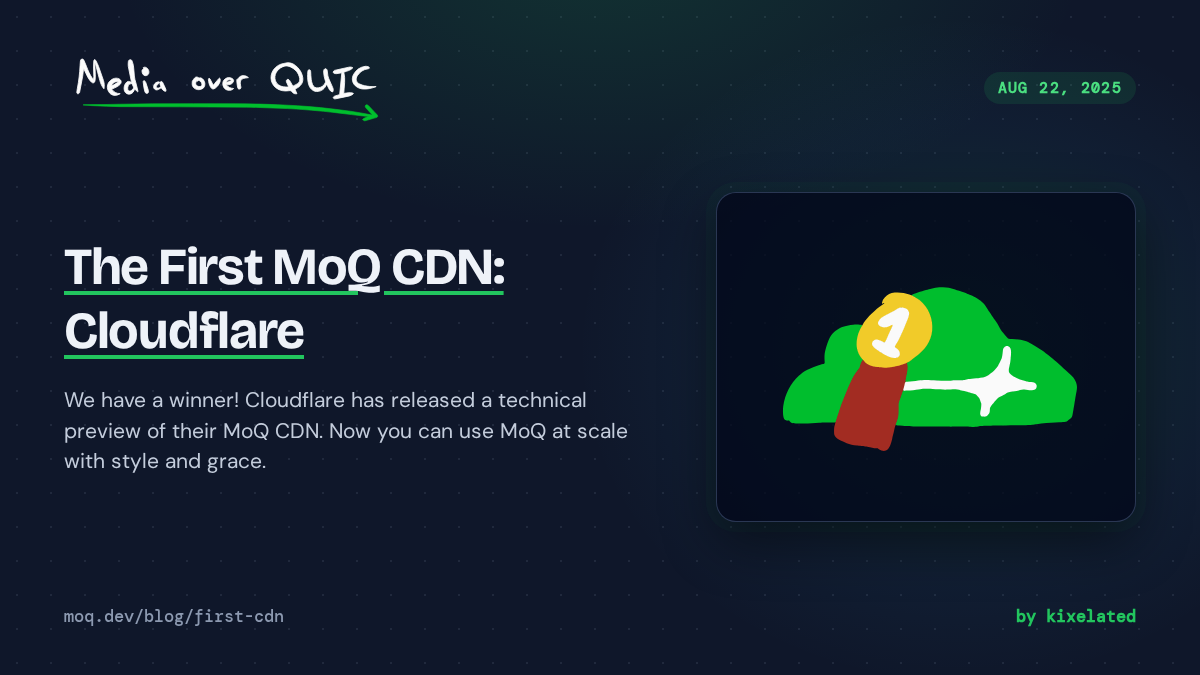 Media over QUIC
AUG 22, 2025
The First MoQ CDN:
Cloudflare
We have a winner! Cloudflare has released a technical
preview of their MoQ CDN. Now you can use MoQ at scale
with style and grace.
1
moq.dev/blog/first-cdn
by kixelated